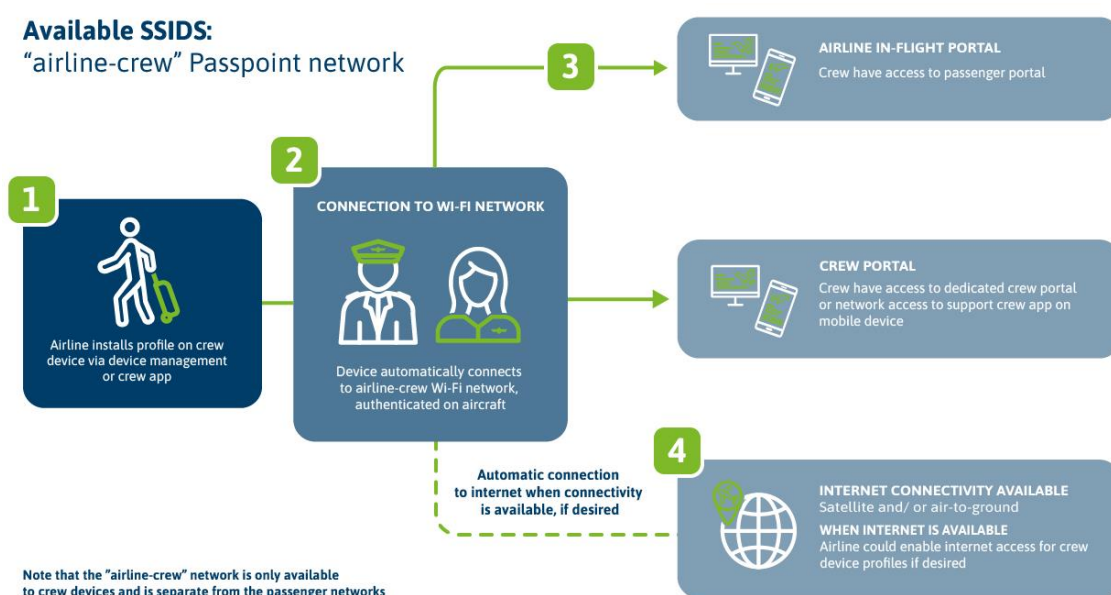 Available SSIDS:
“airline-crew” Passpoint network
1
Airline installs profile on crew
device via device management
or crew app
2
CONNECTION TO WI-FI NETWORK
Device automatically connects
to airline-crew Wi-Fi network,
authenticated on aircraft
3
AIRLINE IN-FLIGHT PORTAL
Crew have access to passenger portal
CREW PORTAL
Crew have access to dedicated crew portal
or network access to support crew app on
mobile device
Automatic connection
to internet when connectivity
is available, if desired
4
INTERNET CONNECTIVITY AVAILABLE
Satellite and/ or air-to-ground
WHEN INTERNET IS AVAILABLE
Airline could enable internet access for crew
device profiles if desired
Note that the ”airline-crew” network is only available
to crew devices and is separate from the passenger networks